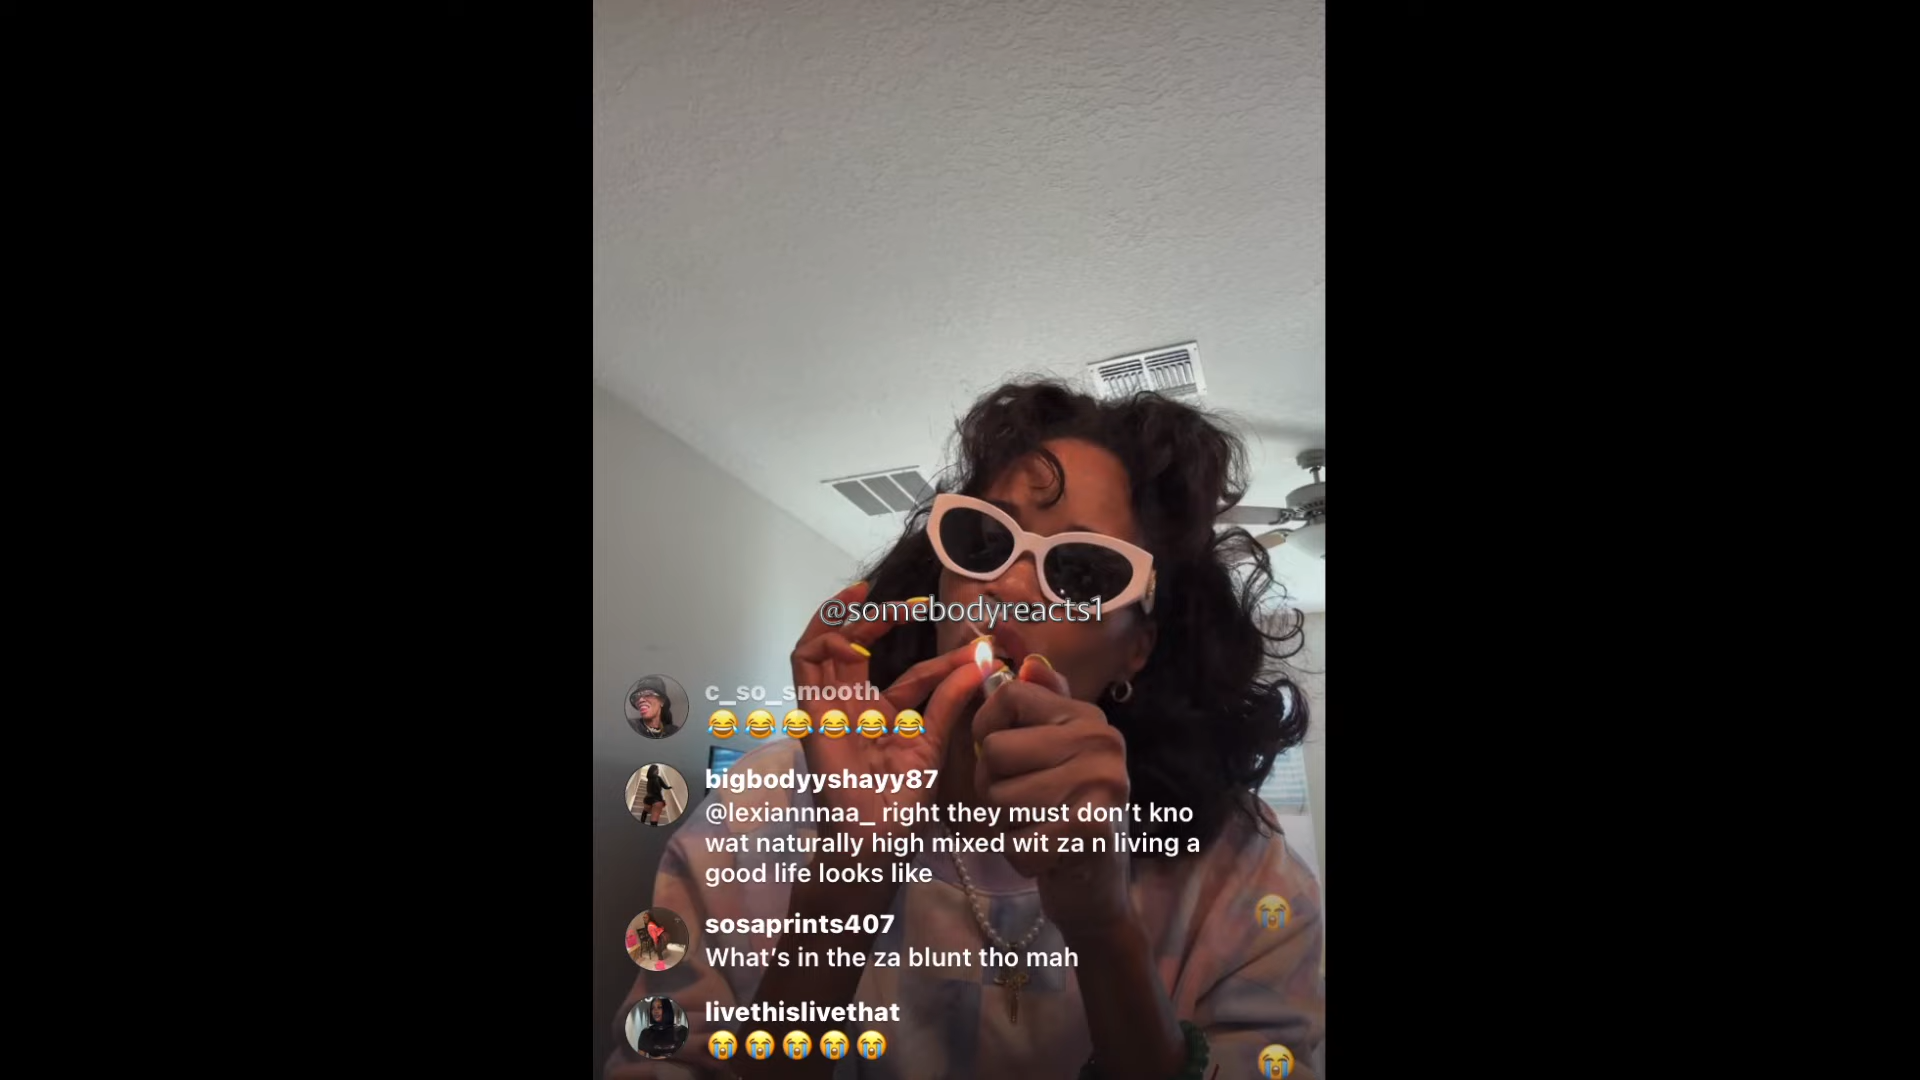 @somebodyreacts1
c_so_smooth
😂😂😂😂😂😂
bigbodyyshayy87
@lexiannnaa_ right they must don’t kno
wat naturally high mixed wit za n living a
good life looks like
sosaprints407
What’s in the za blunt tho mah
livethislivethat
😭😭😭😭😭